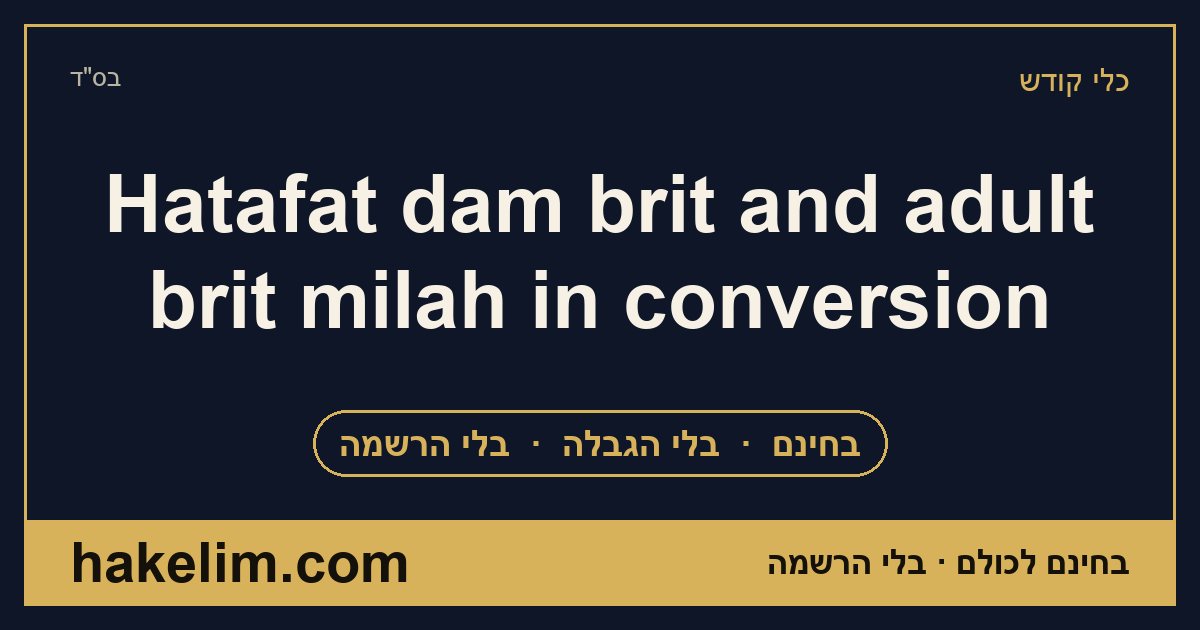 בס"ד
כלי קודש
Hatafat dam brit and adult
brit milah in conversion
בחינם · בלי הגבלה · בלי הרשמה
hakelim.com
בחינם לכולם · בלי הרשמה